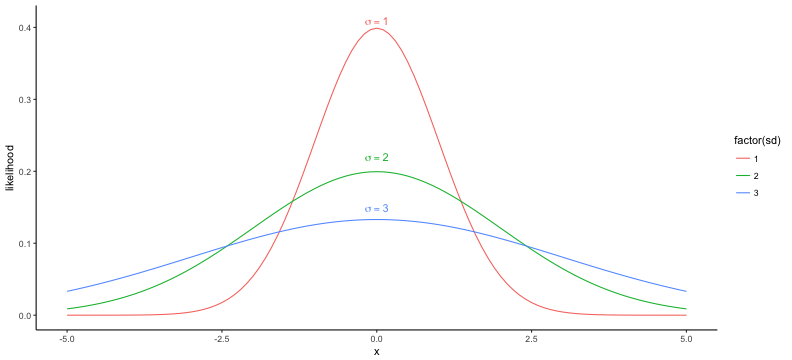 0.4
0.3
0.2
0.1
0.0
likelihood
σ = 1
σ = 2
σ = 3
-5.0 -2.5 0.0 2.5 5.0
x
factor(sd)
1
2
3